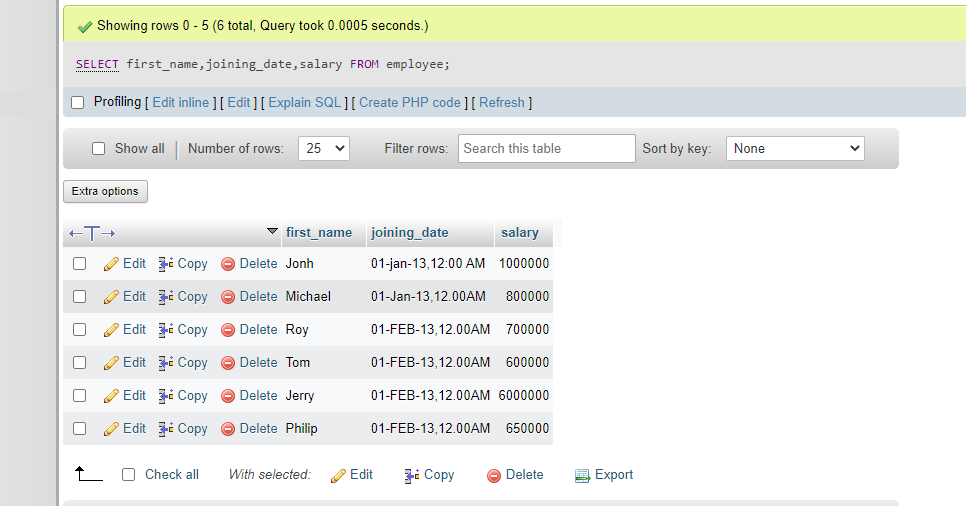 Showing rows 0 - 5 (6 total, Query took 0.0005 seconds.)
SELECT first_name,joining_date,salary FROM employee;
Profiling [ Edit inline ] [ Edit ] [ Explain SQL ] [ Create PHP code ] [ Refresh ]
Show all Number of rows: 25 Filter rows: Search this table Sort by key: None
Extra options
first_name joining_date salary
Edit Copy Delete Jonh 01-jan-13,12:00 AM 1000000
Edit Copy Delete Michael 01-Jan-13,12.00AM 800000
Edit Copy Delete Roy 01-FEB-13,12.00AM 700000
Edit Copy Delete Tom 01-FEB-13,12.00AM 600000
Edit Copy Delete Jerry 01-FEB-13,12.00AM 6000000
Edit Copy Delete Philip 01-FEB-13,12.00AM 650000
Check all With selected: Edit Copy Delete Export